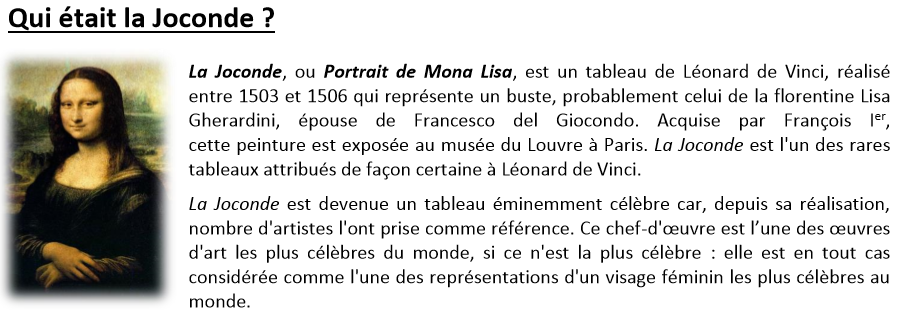 Qui était la Joconde ?
La Joconde, ou Portrait de Mona Lisa, est un tableau de Léonard de Vinci, réalisé
entre 1503 et 1506 qui représente un buste, probablement celui de la florentine Lisa
Gherardini, épouse de Francesco del Giocondo. Acquise par François Ier,
cette peinture est exposée au musée du Louvre à Paris. La Joconde est l'un des rares
tableaux attribués de façon certaine à Léonard de Vinci.
La Joconde est devenue un tableau éminemment célèbre car, depuis sa réalisation,
nombre d'artistes l'ont prise comme référence. Ce chef-d'œuvre est l’une des œuvres
d'art les plus célèbres du monde, si ce n'est la plus célèbre : elle est en tout cas
considérée comme l'une des représentations d'un visage féminin les plus célèbres au
monde.